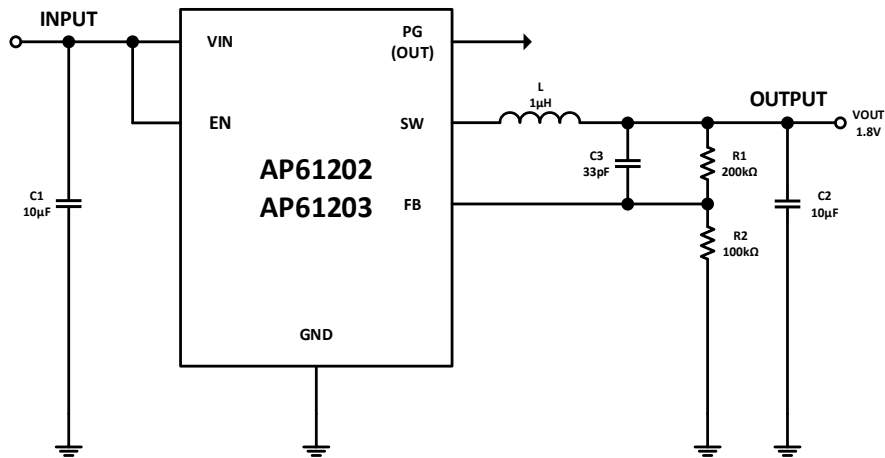 INPUT
VIN
PG
(OUT)
EN
SW
L
1µH
OUTPUT
VOUT
1.8V
AP61202
AP61203
FB
C1
10µF
C3
33pF
R1
200kΩ
C2
10µF
R2
100kΩ
GND